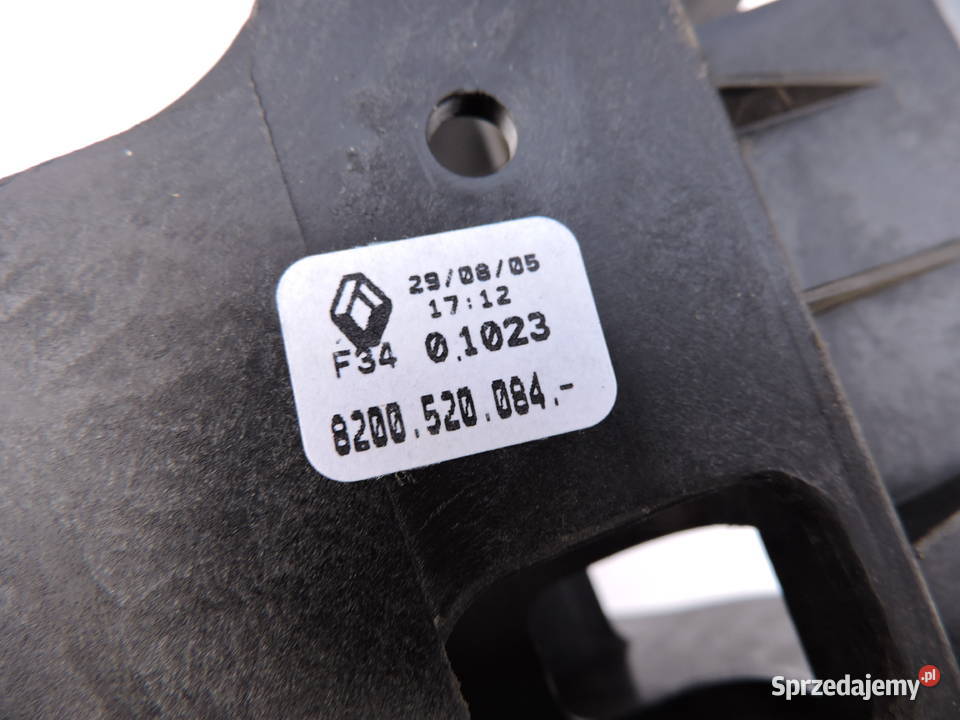 29/08/05
17:12
F34 0.1023
8200.520.084.-
Sprzedajemy.pl